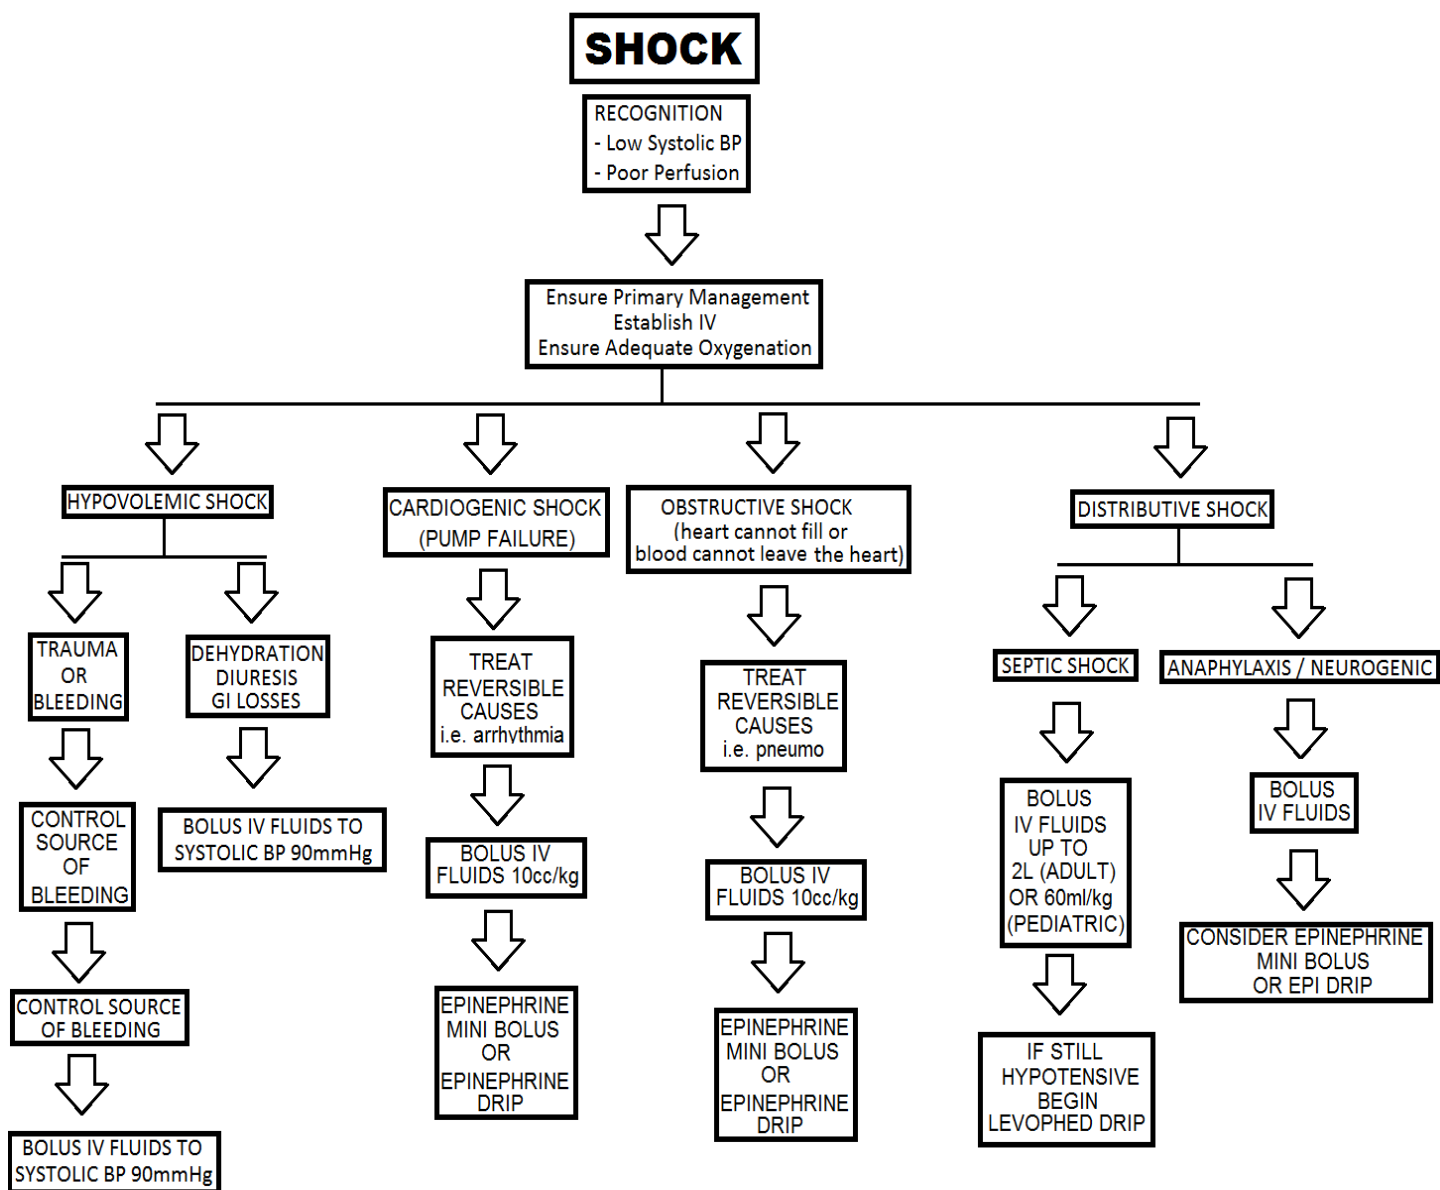 SHOCK
RECOGNITION
- Low Systolic BP
- Poor Perfusion
Ensure Primary Management
Establish IV
Ensure Adequate Oxygenation
HYPOVOLEMIC SHOCK
TRAUMA
OR
BLEEDING
CONTROL
SOURCE
OF
BLEEDING
CONTROL SOURCE
OF BLEEDING
BOLUS IV FLUIDS TO
SYSTOLIC BP 90mmHg
DEHYDRATION
DIURESIS
GI LOSSES
BOLUS IV FLUIDS TO
SYSTOLIC BP 90mmHg
CARDIOGENIC SHOCK
(PUMP FAILURE)
TREAT
REVERSIBLE
CAUSES
i.e. arrhythmia
BOLUS IV
FLUIDS 10cc/kg
EPINEPHRINE
MINI BOLUS
OR
EPINEPHRINE
DRIP
OBSTRUCTIVE SHOCK
(heart cannot fill or
blood cannot leave the heart)
TREAT
REVERSIBLE
CAUSES
i.e. pneumo
BOLUS IV
FLUIDS 10cc/kg
EPINEPHRINE
MINI BOLUS
OR
EPINEPHRINE
DRIP
DISTRIBUTIVE SHOCK
SEPTIC SHOCK
BOLUS
IV FLUIDS
UP TO
2L (ADULT)
OR 60ml/kg
(PEDIATRIC)
IF STILL
HYPOTENSIVE
BEGIN
LEVOPHED DRIP
ANAPHYLAXIS / NEUROGENIC
BOLUS
IV FLUIDS
CONSIDER EPINEPHRINE
MINI BOLUS
OR EPI DRIP